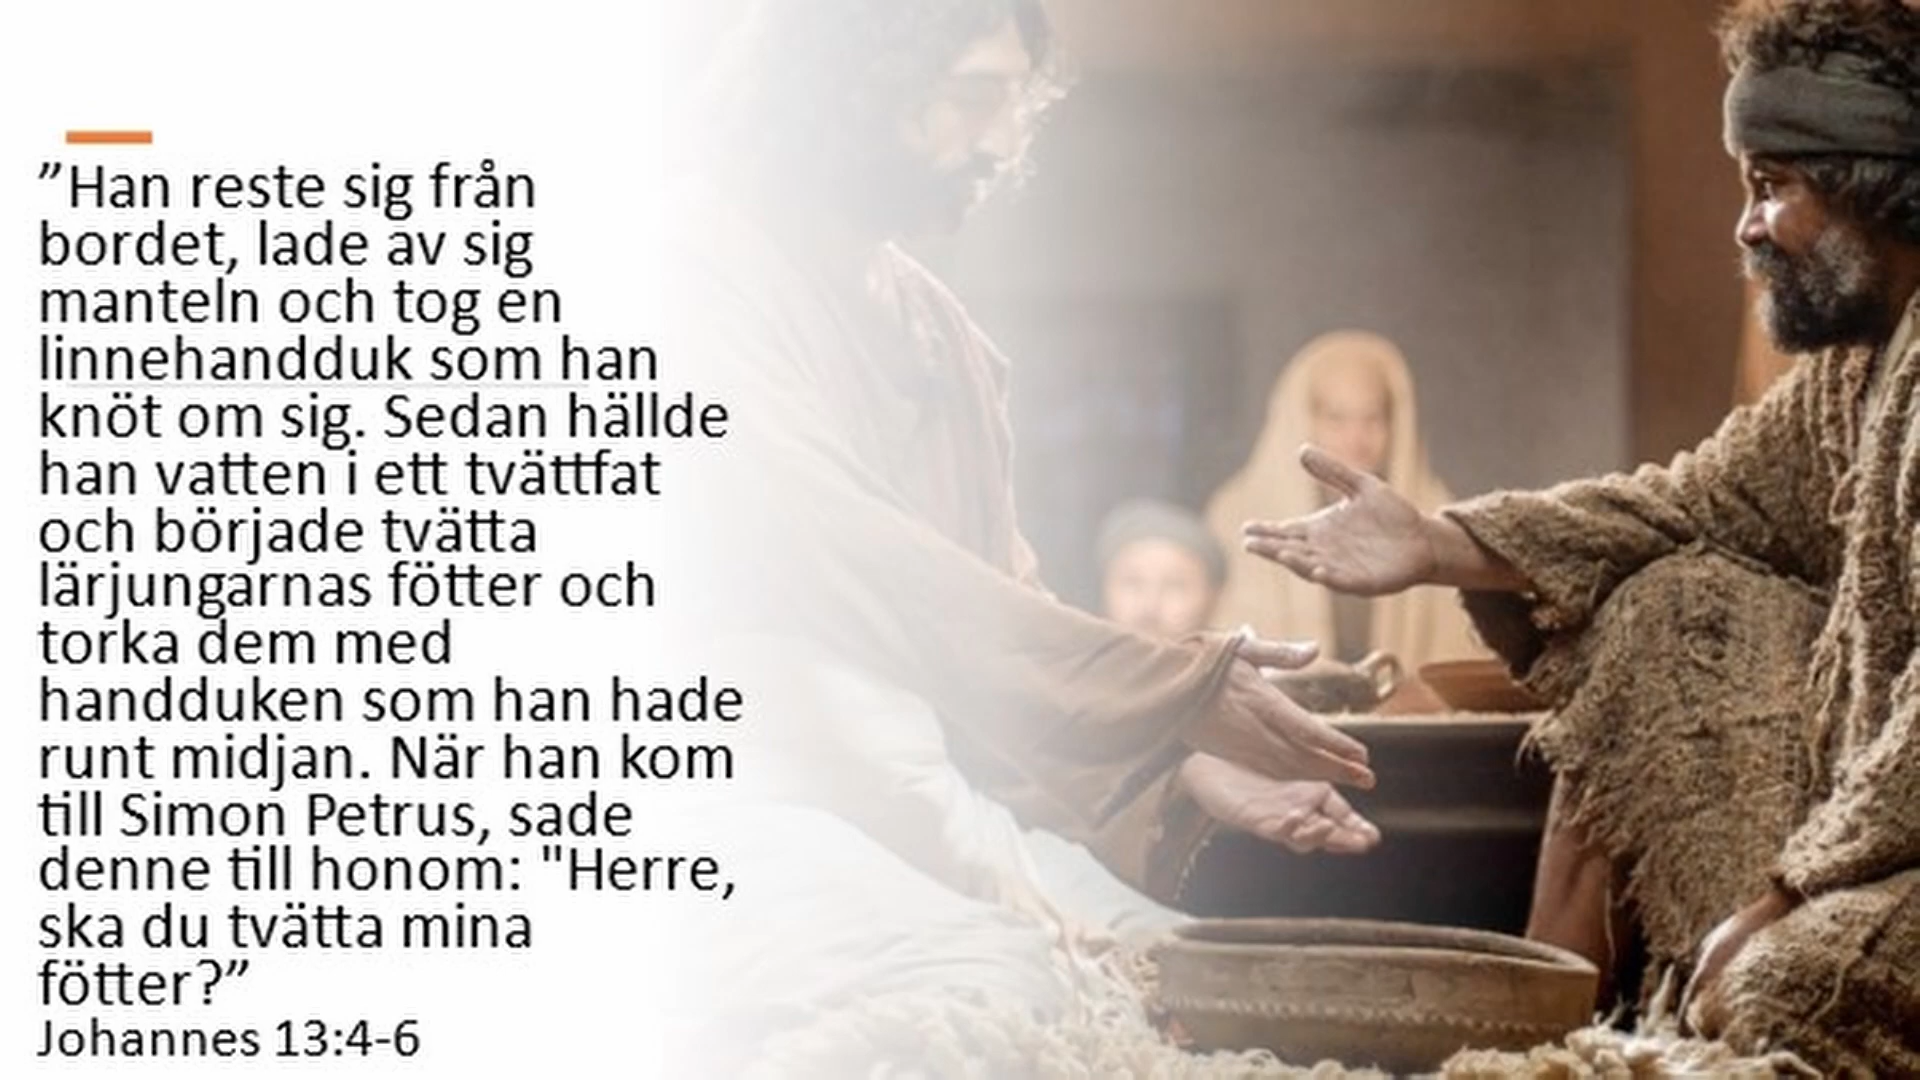 ”Han reste sig från
bordet, lade av sig
manteln och tog en
linnehandduk som han
knöt om sig. Sedan hällde
han vatten i ett tvättfat
och började tvätta
lärjungarnas fötter och
torka dem med
handduken som han hade
runt midjan. När han kom
till Simon Petrus, sade
denne till honom: "Herre,
ska du tvätta mina
fötter?”
Johannes 13:4-6